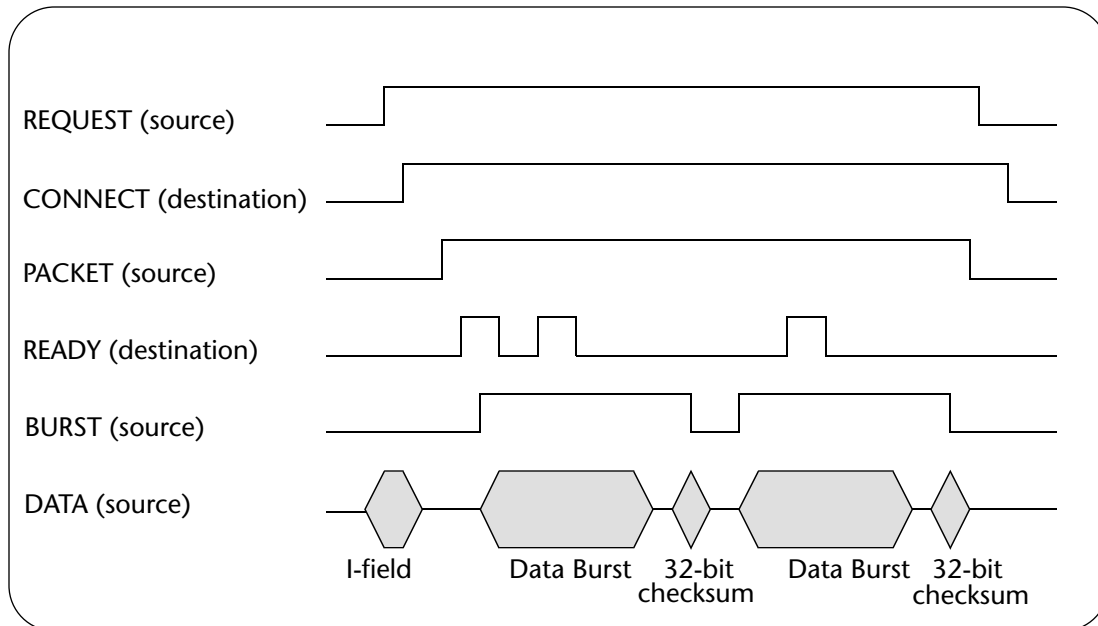 REQUEST (source)
CONNECT (destination)
PACKET (source)
READY (destination)
BURST (source)
DATA (source)
I-field
Data Burst
32-bit
checksum
Data Burst
32-bit
checksum